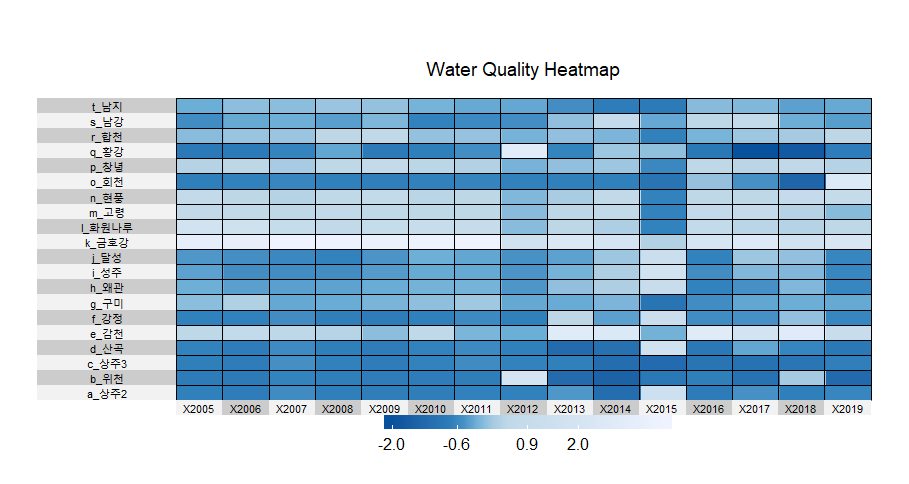 Water Quality Heatmap
t_남지
s_남강
r_합천
q_황강
p_창녕
o_회천
n_현풍
m_고령
l_화원나루
k_금호강
j_달성
i_성주
h_왜관
g_구미
f_강정
e_감천
d_산곡
c_상주3
b_위천
a_상주2
X2005 X2006 X2007 X2008 X2009 X2010 X2011 X2012 X2013 X2014 X2015 X2016 X2017 X2018 X2019
-2.0 -0.6 0.9 2.0